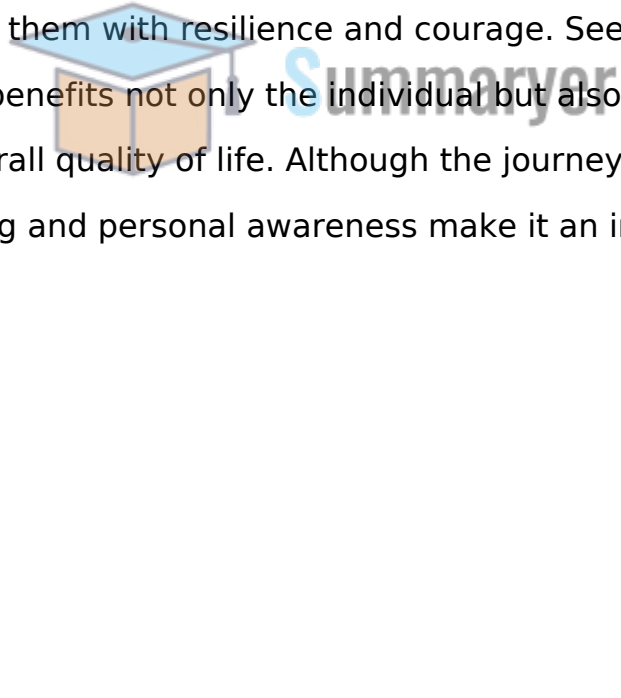 them with resilience and courage. See
Summaryer
benefits not only the individual but also
rall quality of life. Although the journey
g and personal awareness make it an i